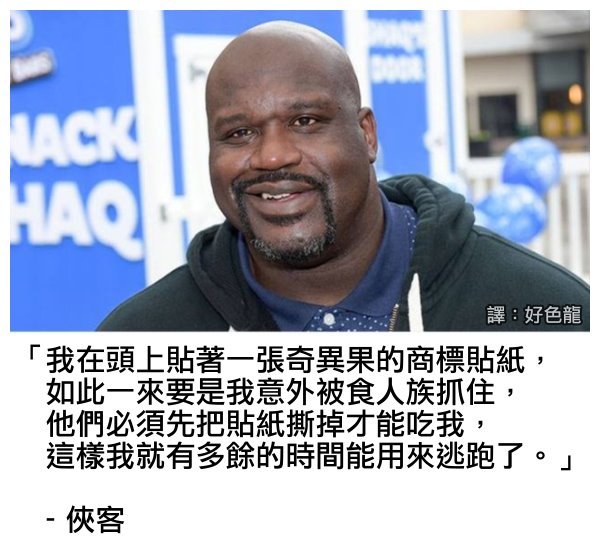 NACK
HAQ
SHAQ'S
DOOR
譯：好色龍
「我在頭上貼著一張奇異果的商標貼紙，
如此一來要是我意外被食人族抓住，
他們必須先把貼紙撕掉才能吃我，
這樣我就有多餘的時間能用來逃跑了。」
- 俠客